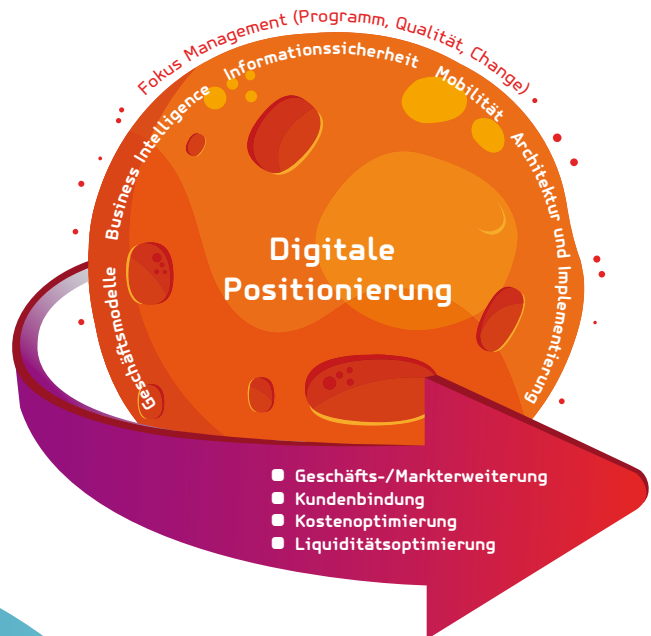 Fokus Management (Programm, Qualität, Change)
Geschäftsmodelle
Business Intelligence
Informationssicherheit
Mobilität
Architektur und Implementierung
Digitale
Positionierung
Geschäfts-/Markterweiterung
Kundenbindung
Kostenoptimierung
Liquiditätsoptimierung